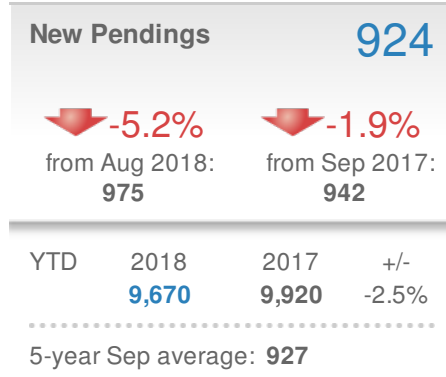 New Pendings 924
-5.2% -1.9%
from Aug 2018: from Sep 2017:
975 942
YTD 2018 2017 +/-
9,670 9,920 -2.5%
5-year Sep average: 927